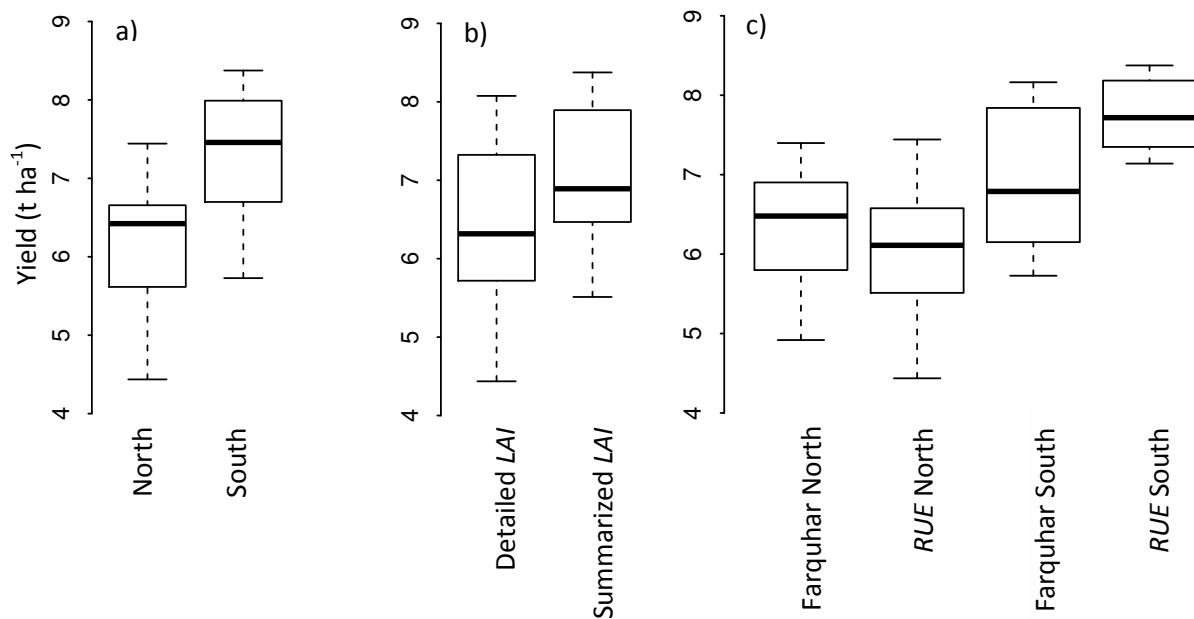 a)
Yield (t ha⁻¹)
9
8
7
6
5
4
North
South
b)
9
8
7
6
5
4
Detailed LAI
Summarized LAI
c)
9
8
7
6
5
4
Farquhar North
RUE North
Farquhar South
RUE South